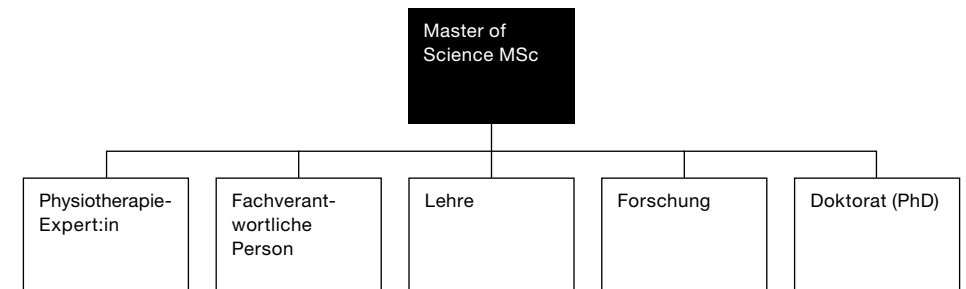 Master of
Science MSc
Physiotherapie-
Expert:in
Fachverant-
wortliche
Person
Lehre
Forschung
Doktorat (PhD)